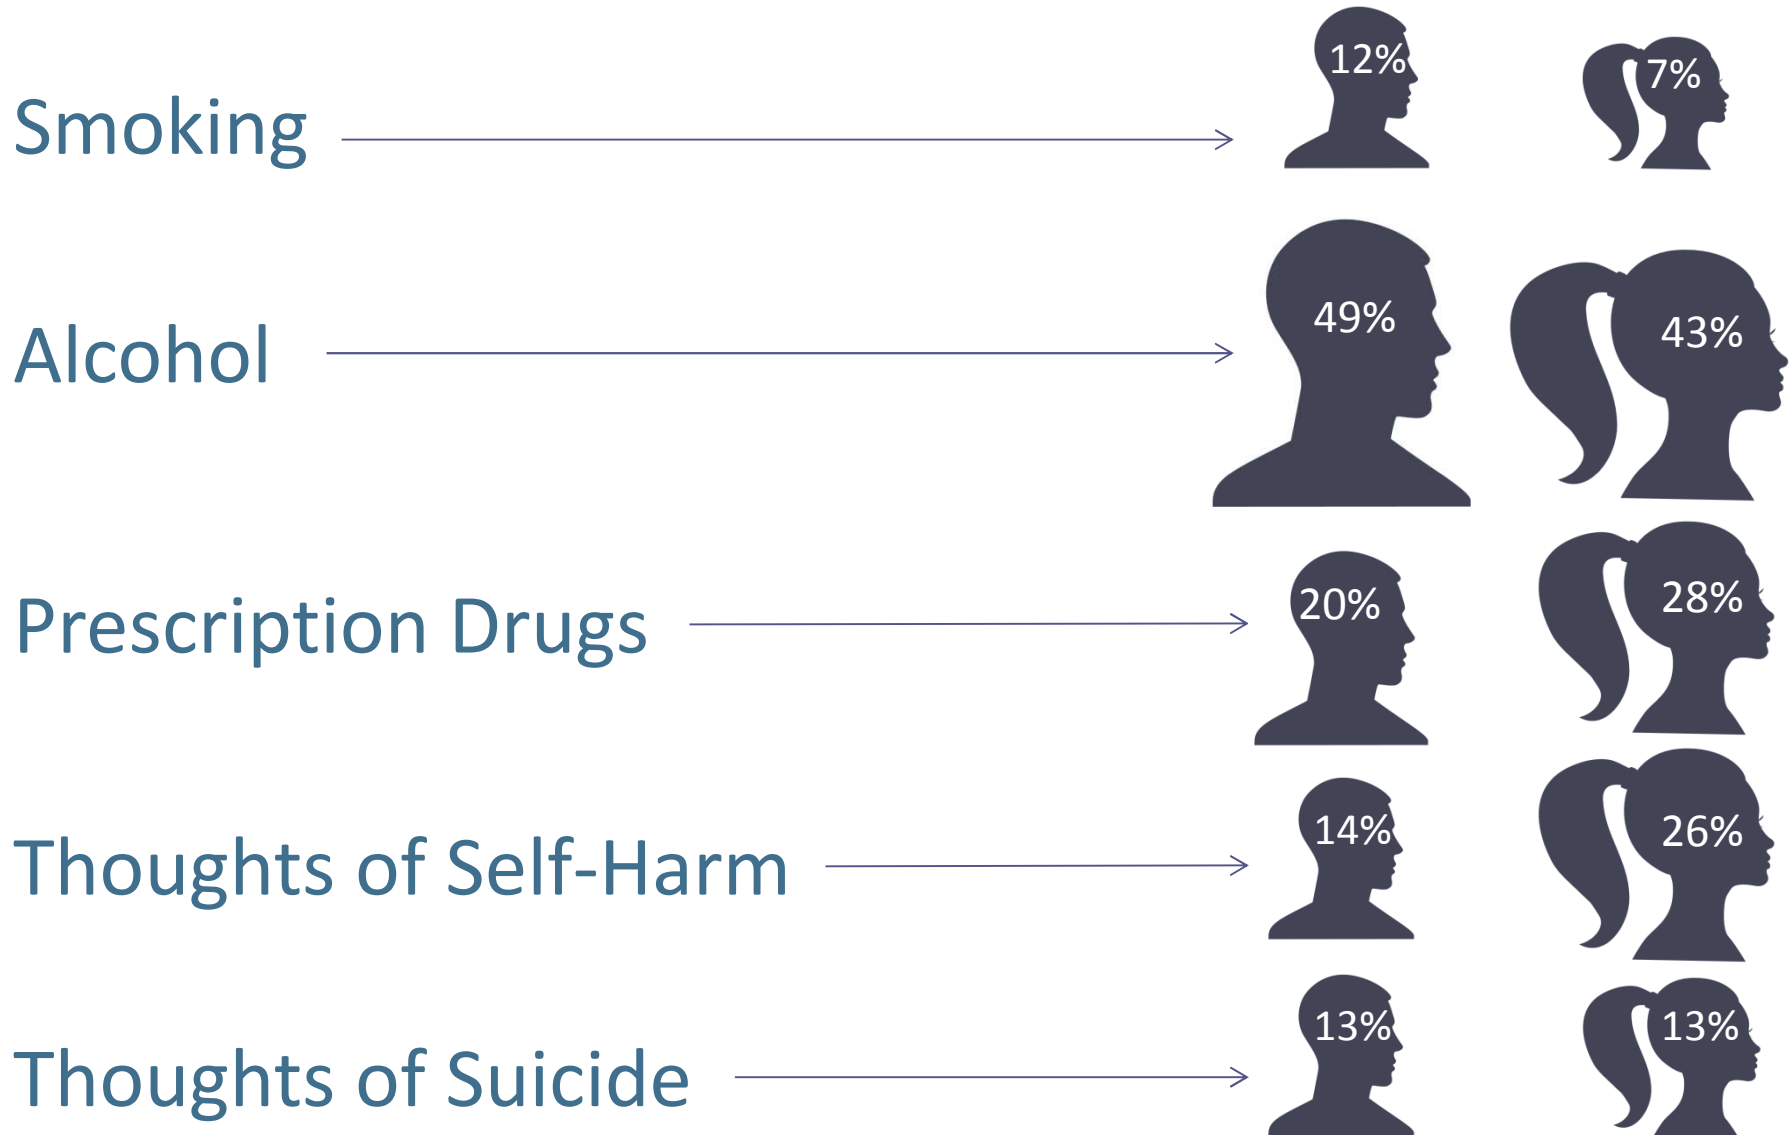 Smoking 12% 7%
Alcohol 49% 43%
Prescription Drugs 20% 28%
Thoughts of Self-Harm 14% 26%
Thoughts of Suicide 13% 13%